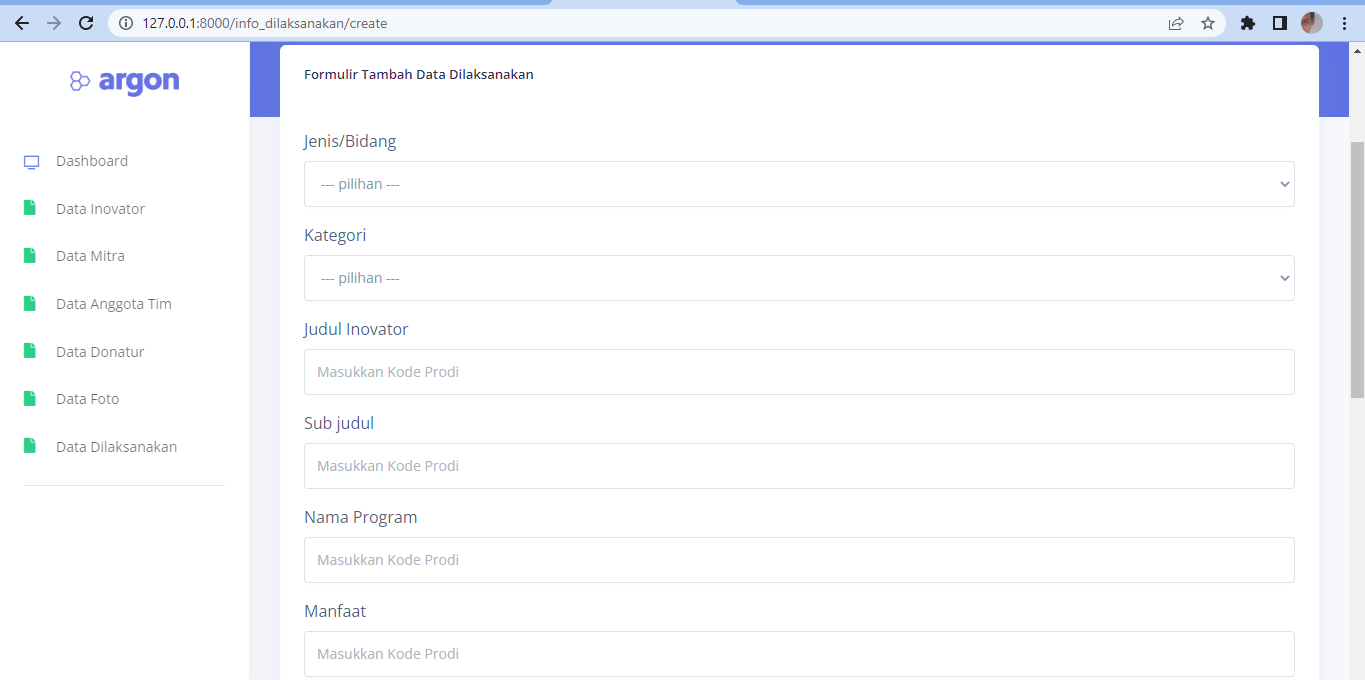 127.0.0.1:8000/info_dilaksanakan/create
argon
Dashboard
Data Inovator
Data Mitra
Data Anggota Tim
Data Donatur
Data Foto
Data Dilaksanakan
Formulir Tambah Data Dilaksanakan
Jenis/Bidang
--- pilihan ---
Kategori
--- pilihan ---
Judul Inovator
Masukkan Kode Prodi
Sub judul
Masukkan Kode Prodi
Nama Program
Masukkan Kode Prodi
Manfaat
Masukkan Kode Prodi